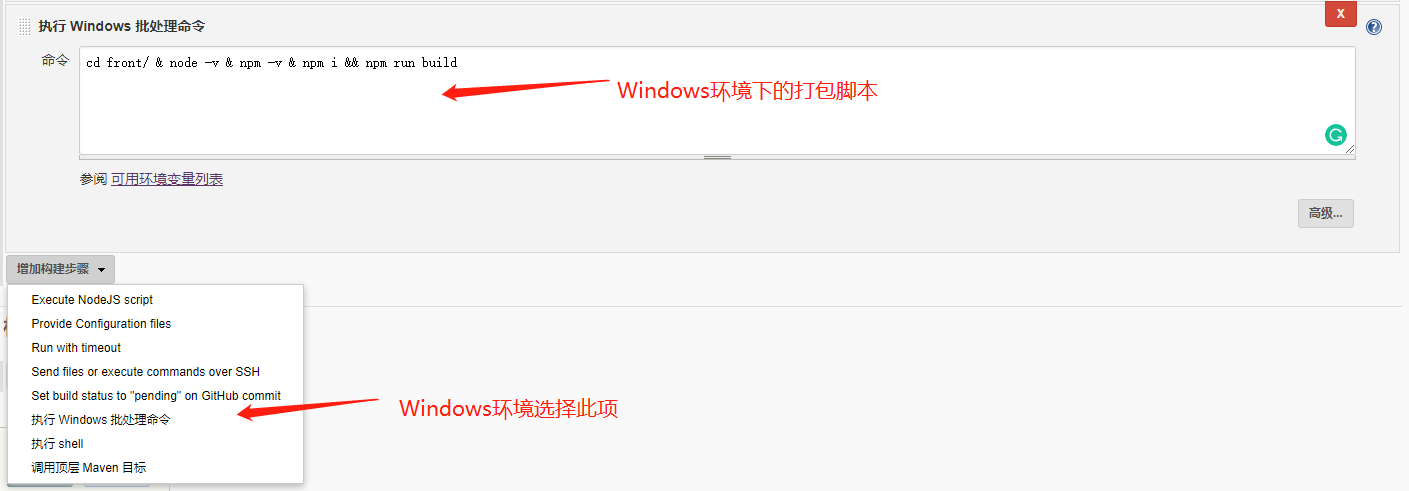 执行 Windows 批处理命令
X
?
命令
cd front/ & node -v & npm -v & npm i && npm run build
Windows环境下的打包脚本
参阅 可用环境变量列表
高级...
增加构建步骤
Execute NodeJS script
Provide Configuration files
Run with timeout
Send files or execute commands over SSH
Set build status to "pending" on GitHub commit
执行 Windows 批处理命令
Windows环境选择此项
执行 shell
调用顶层 Maven 目标